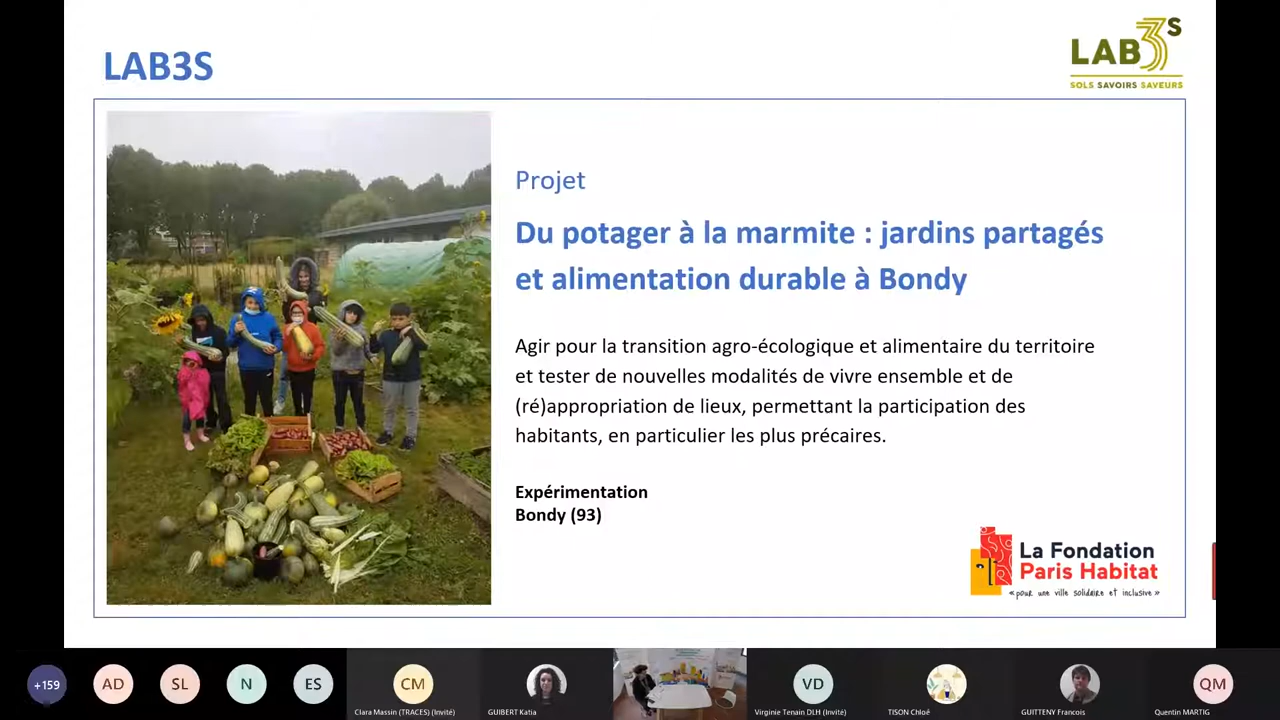 LAB3S
LAB3S
SOLS SAVOIRS SAVEURS
Projet
Du potager à la marmite : jardins partagés
et alimentation durable à Bondy
Agir pour la transition agro-écologique et alimentaire du territoire
et tester de nouvelles modalités de vivre ensemble et de
(ré)appropriation de lieux, permettant la participation des
habitants, en particulier les plus précaires.
Expérimentation
Bondy (93)
La Fondation
Paris Habitat
«pour une ville solidaire et inclusive»
+159
AD
SL
N
ES
CM
VD
QM
Clara Massin (TRACES) (Invité)
GUIBERT Katia
Virginie Tenain DLH (Invité)
TISON Chloé
GUITTENY Francois
Quentin MARTIG